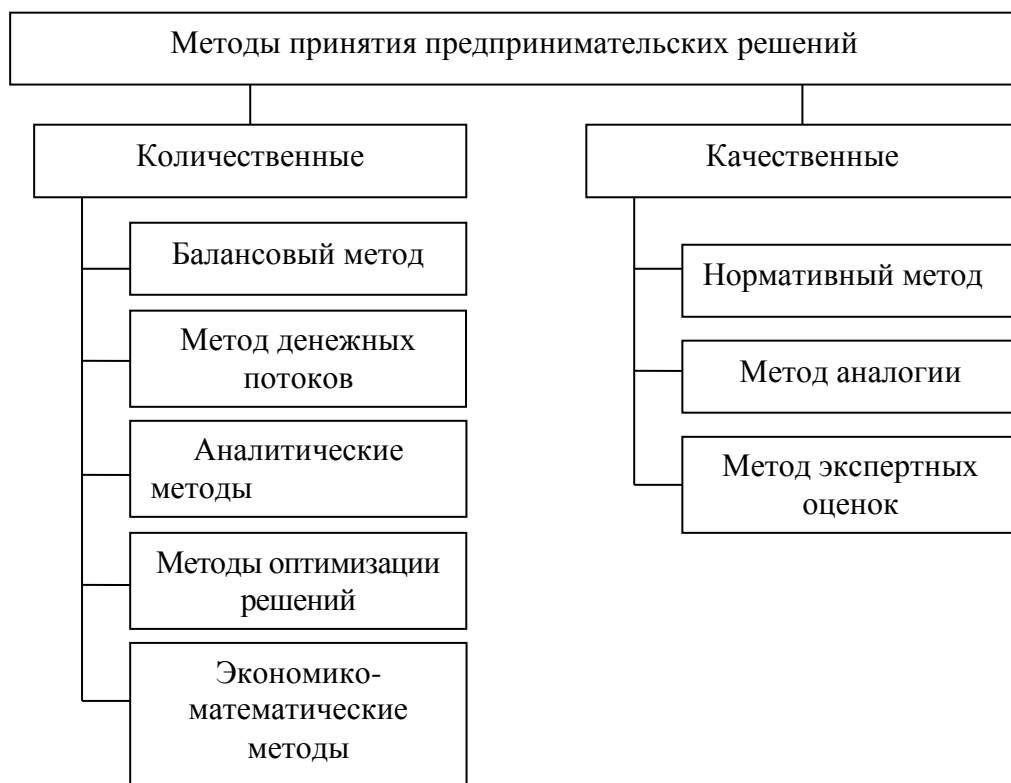 Методы принятия предпринимательских решений
Количественные
Качественные
Балансовый метод
Метод денежных
потоков
Аналитические
методы
Методы оптимизации
решений
Экономико-
математические
методы
Нормативный метод
Метод аналогии
Метод экспертных
оценок